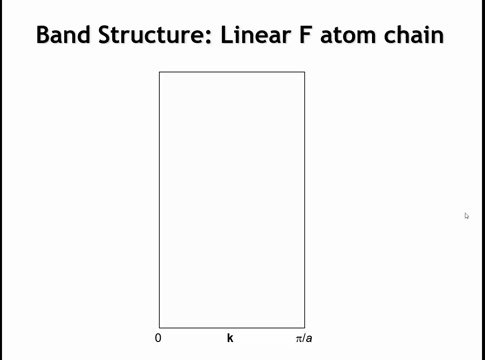 Band Structure: Linear F atom chain
0 k π/a